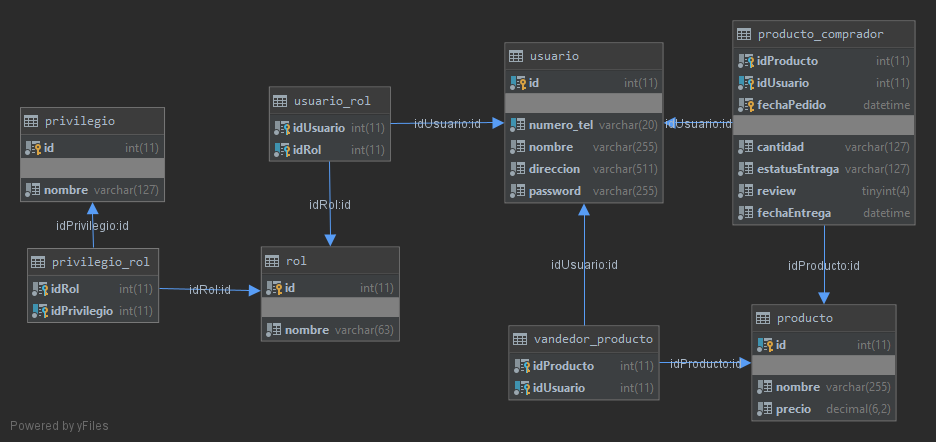 privilegio
id int(11)
nombre varchar(127)
idPrivilegio:id
privilegio_rol
idRol int(11)
idPrivilegio int(11)
idRol:id
usuario_rol
idUsuario int(11)
idRol int(11)
idUsuario:id
idRol:id
rol
id int(11)
nombre varchar(63)
usuario
id int(11)
numero_tel varchar(20)
nombre varchar(255)
direccion varchar(511)
password varchar(255)
idUsuario:id
idUsuario:id
vandedor_producto
idProducto int(11)
idUsuario int(11)
idProducto:id
producto_comprador
idProducto int(11)
idUsuario int(11)
fechaPedido datetime
cantidad varchar(127)
estatusEntraga varchar(127)
review tinyint(4)
fechaEntrega datetime
idProducto:id
producto
id int(11)
nombre varchar(255)
precio decimal(6,2)
Powered by yFiles